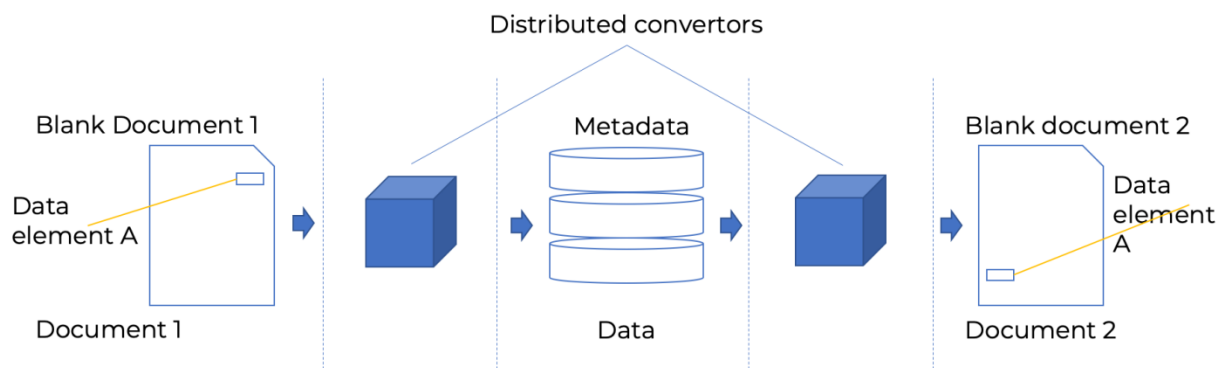 Distributed convertors
Blank Document 1
Metadata
Blank document 2
Data
element A
Data
element
A
Document 1
Data
Document 2